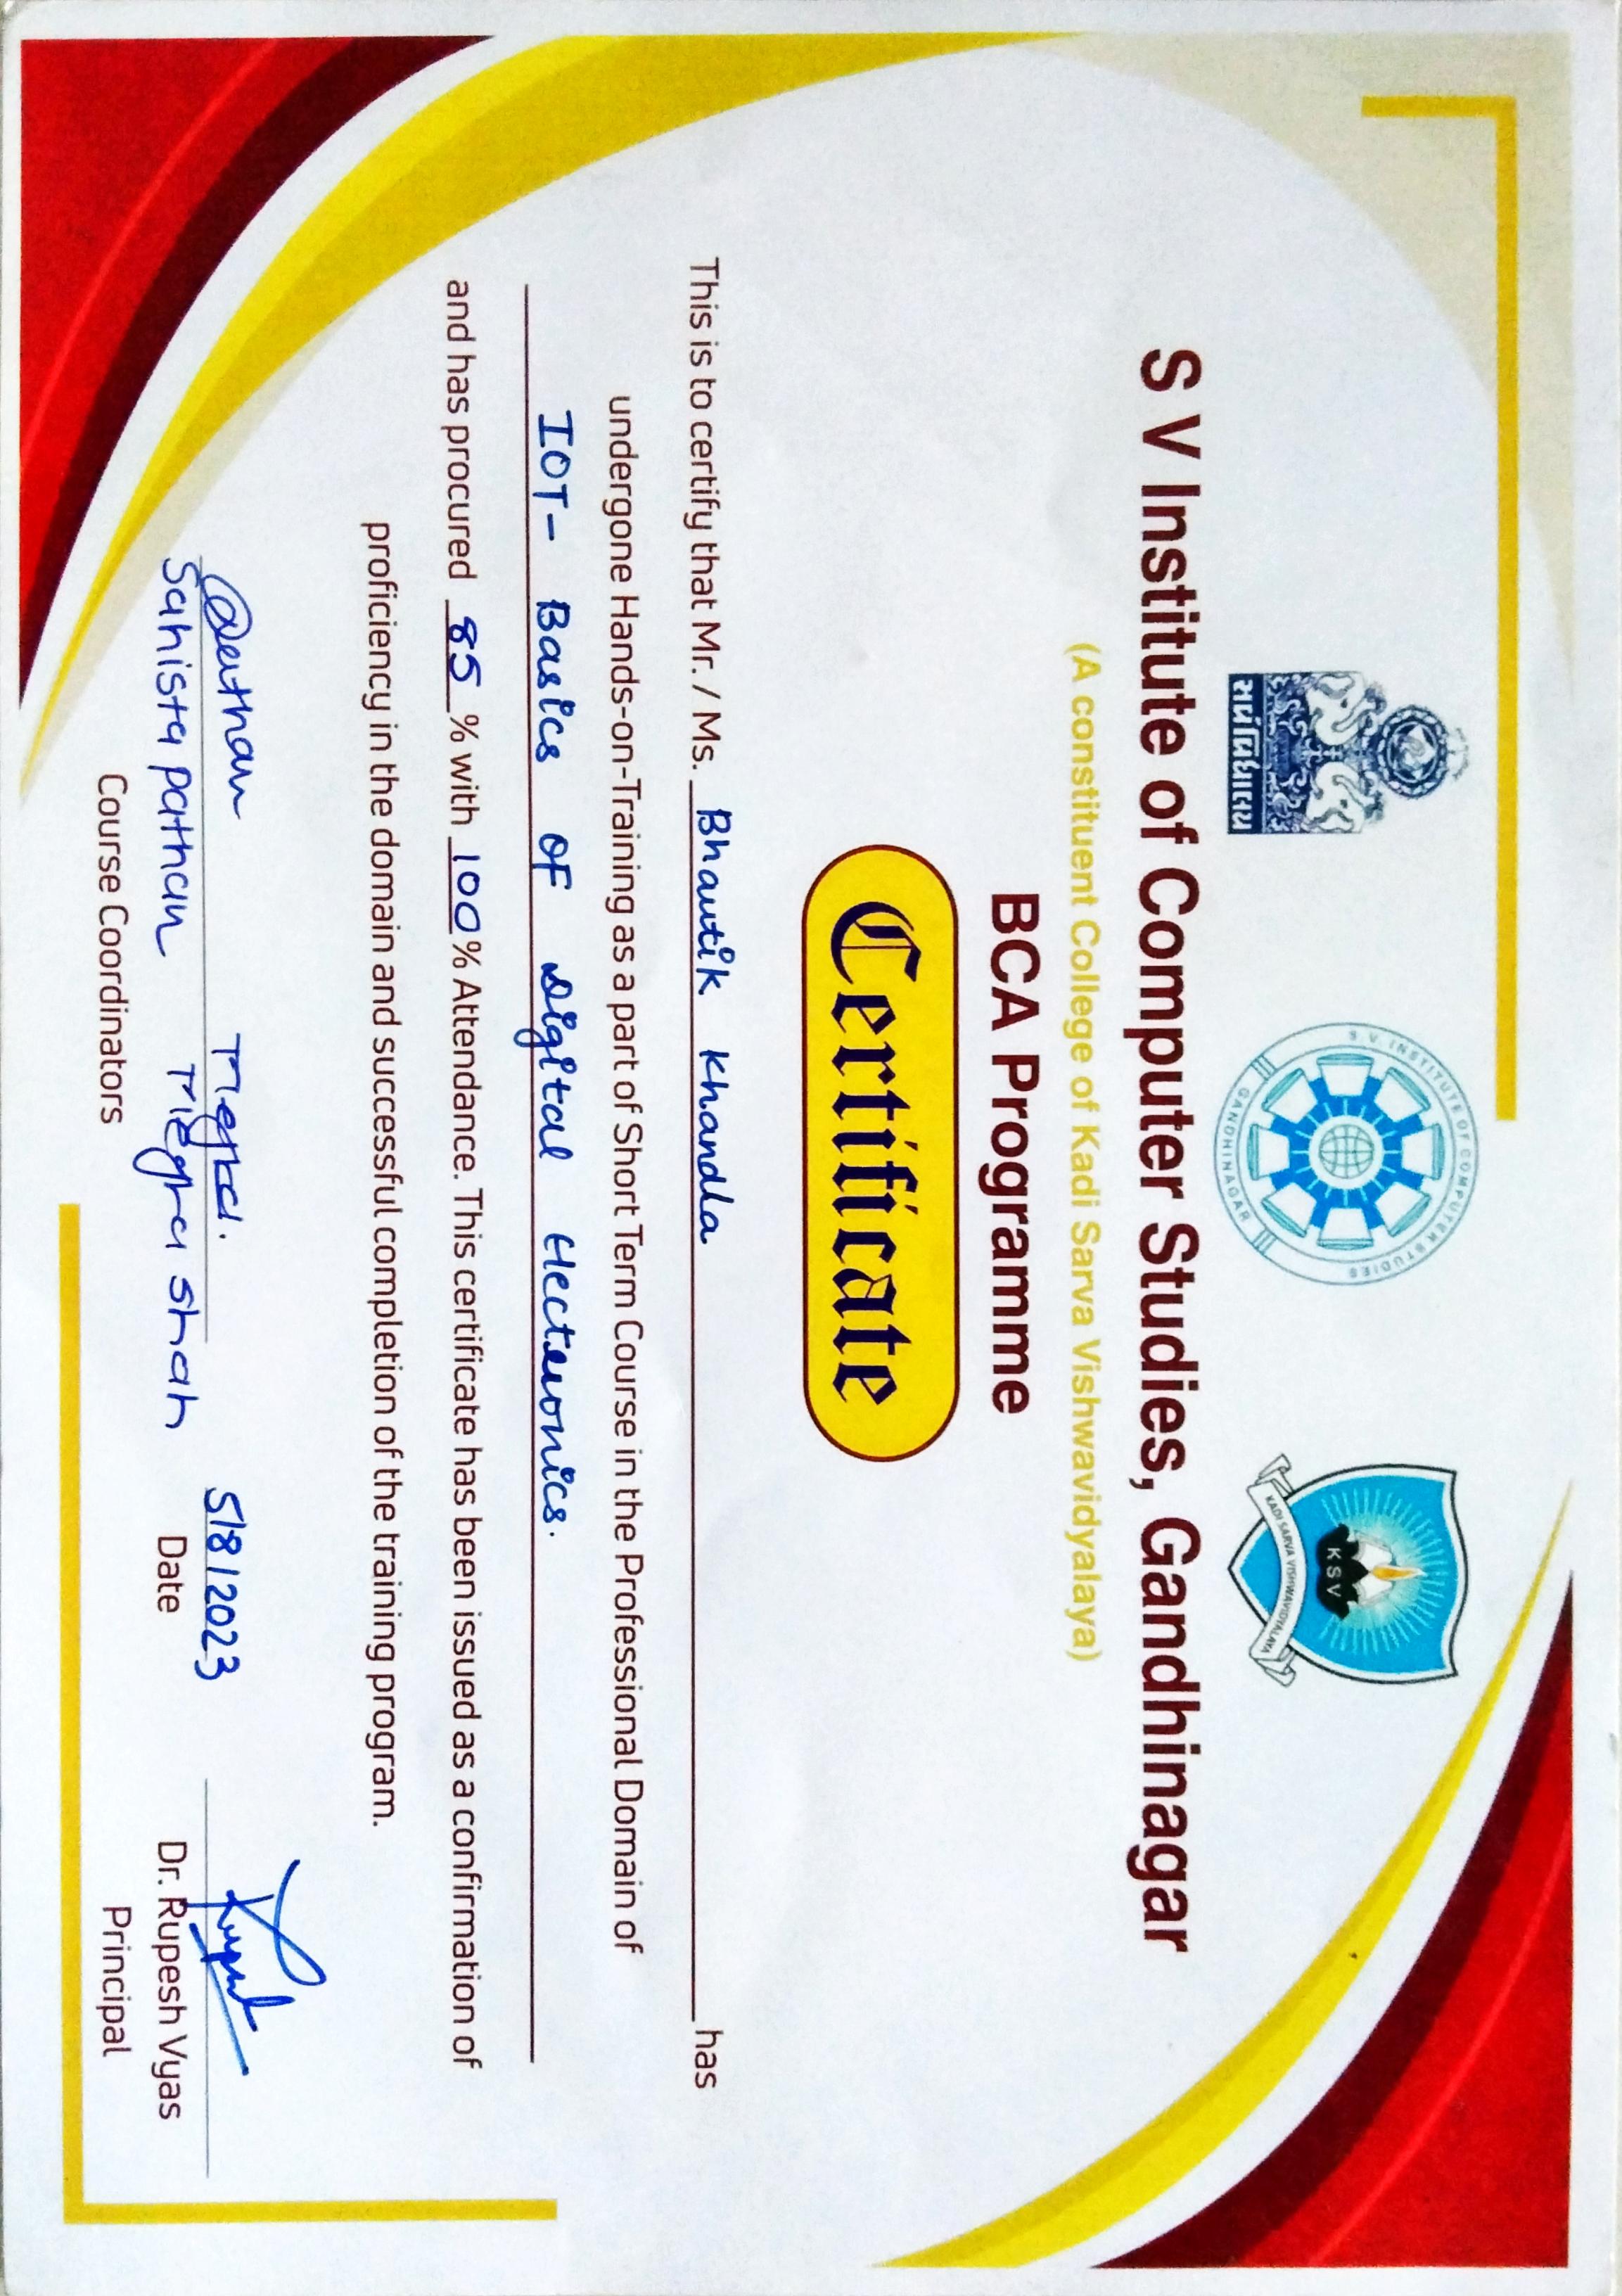 સર્વ વિદ્યાલય
S. V. INSTITUTE OF COMPUTER STUDIES
GANDHINAGAR
KSV
KADI SARVA VISHWAVIDYALAYA
S V Institute of Computer Studies, Gandhinagar
(A constituent College of Kadi Sarva Vishwavidyalaya)
BCA Programme
Certificate
This is to certify that Mr. / Ms. Bhautik Khandla has
undergone Hands-on-Training as a part of Short Term Course in the Professional Domain of
IOT- Basics OF Digital Electronics.
and has procured 85 % with 100 % Attendance. This certificate has been issued as a confirmation of
proficiency in the domain and successful completion of the training program.
5/8/2023
Sahista Pathan Megha Shah Date Dr. Rupesh Vyas
Course Coordinators Principal